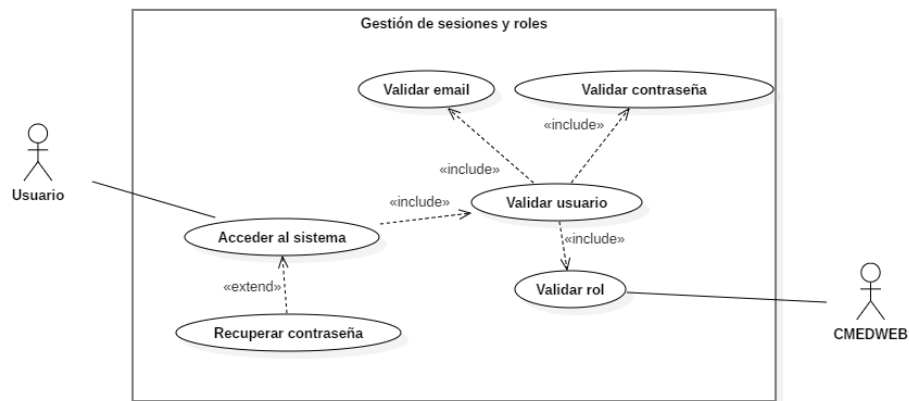 Gestión de sesiones y roles
Validar email
Validar contraseña
«include»
«include»
Usuario
«include»
Validar usuario
Acceder al sistema
«include»
«extend»
Validar rol
Recuperar contraseña
CMEDWEB